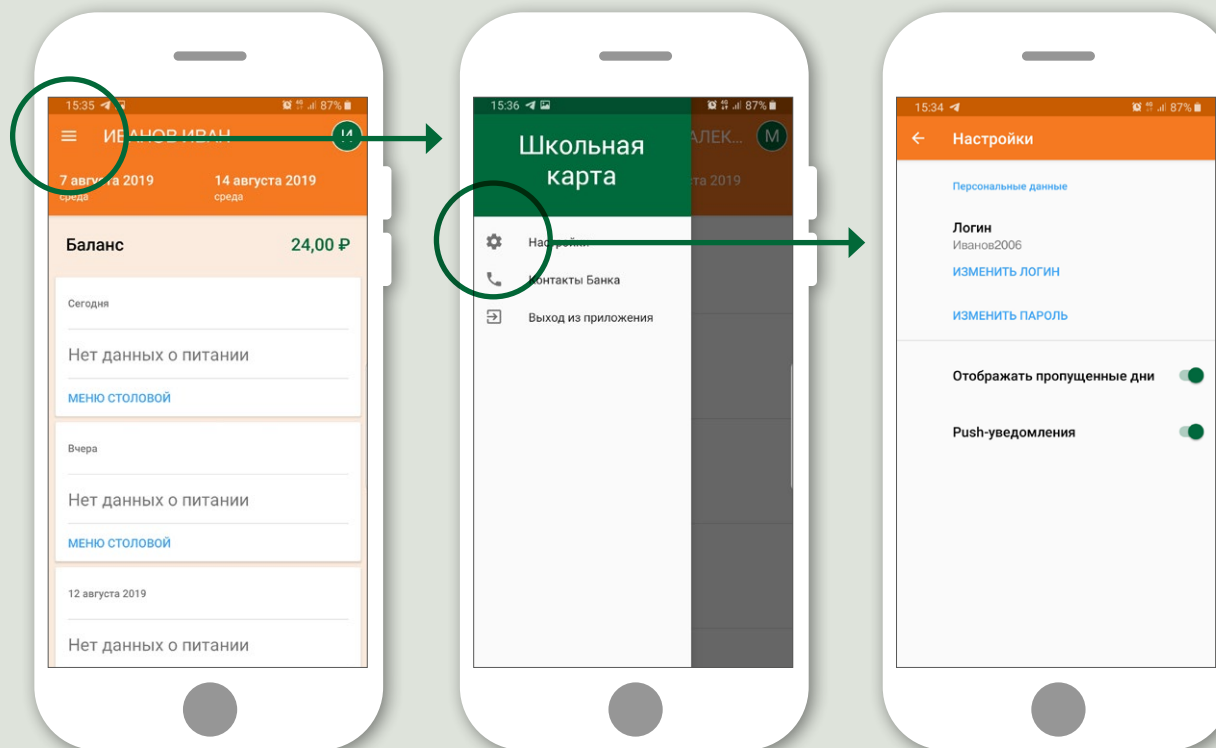 15:35
87%
ИВАНОВ ИВАН
И
7 августа 2019
среда
14 августа 2019
среда
Баланс
24,00 ₽
Сегодня
Нет данных о питании
МЕНЮ СТОЛОВОЙ
Вчера
Нет данных о питании
МЕНЮ СТОЛОВОЙ
12 августа 2019
Нет данных о питании
15:36
87%
Школьная
карта
АЛЕК...
М
та 2019
Настройки
Контакты Банка
Выход из приложения
15:34
87%
Настройки
Персональные данные
Логин
Иванов2006
ИЗМЕНИТЬ ЛОГИН
ИЗМЕНИТЬ ПАРОЛЬ
Отображать пропущенные дни
Push-уведомления